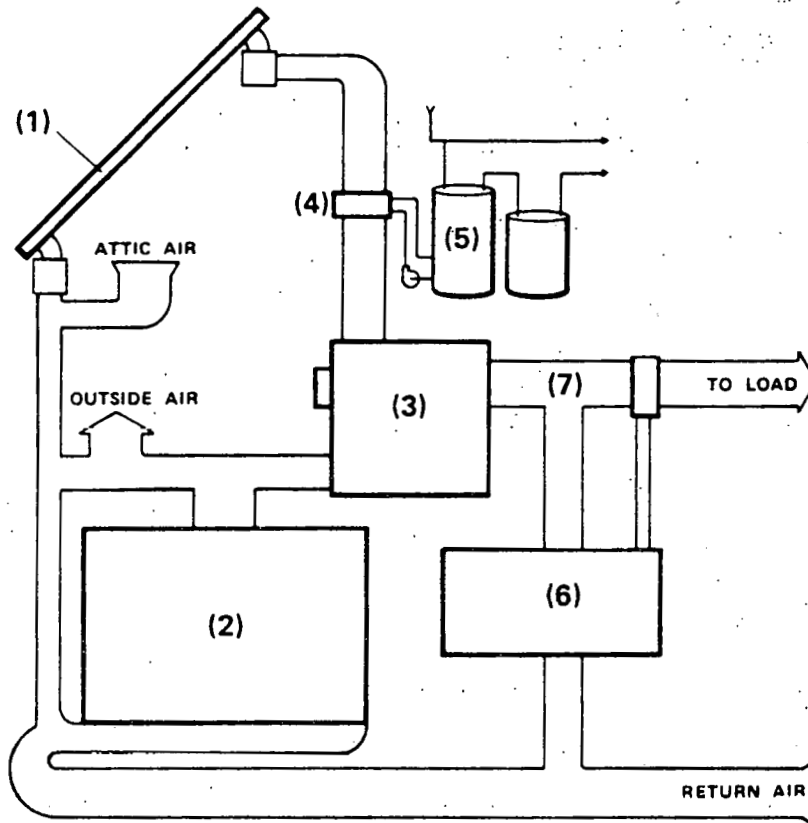 (1)
ATTIC AIR
(4)
(5)
OUTSIDE AIR
(3)
(7)
TO LOAD
(2)
(6)
RETURN AIR